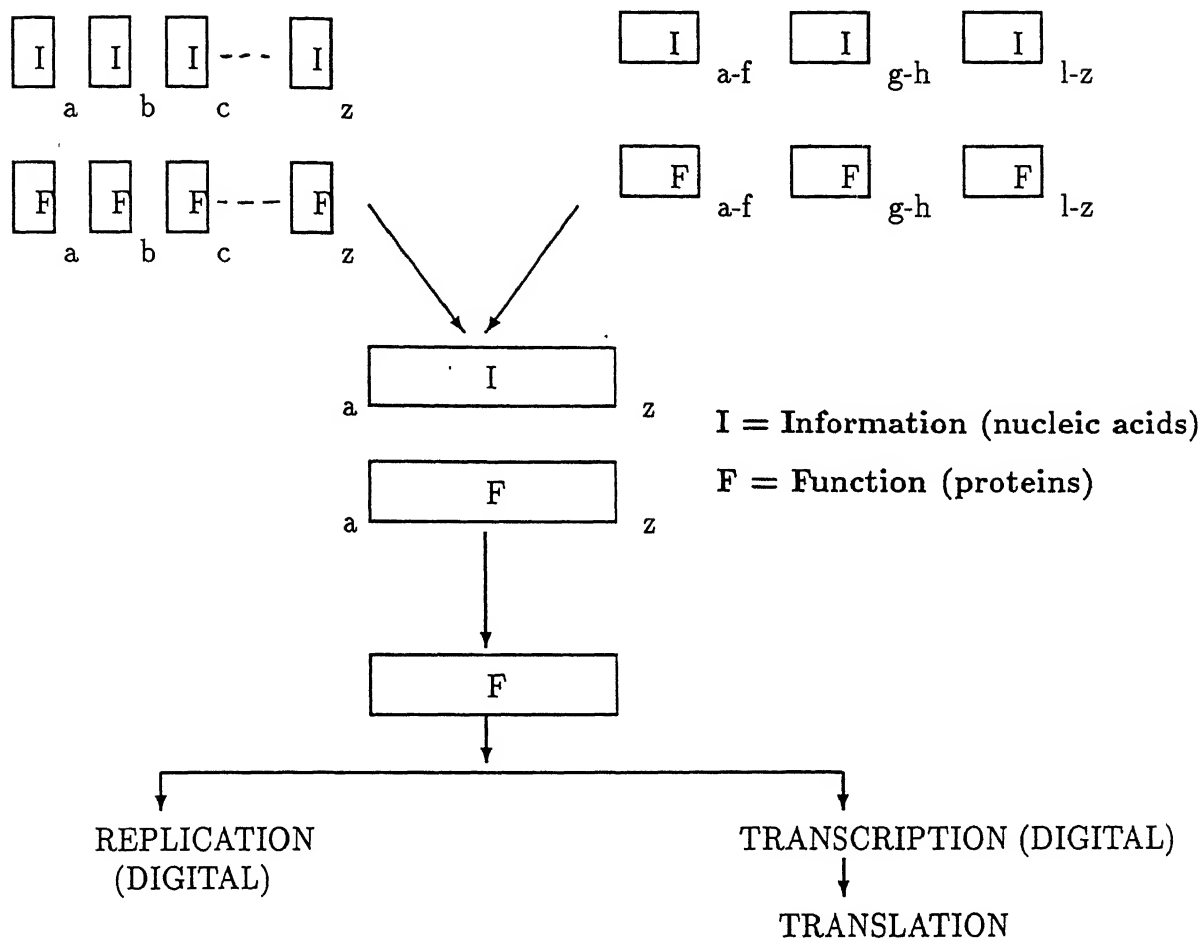 I I I --- I I I I
a b c z a-f g-h l-z
F F F ---- F F F F
a b c z a-f g-h l-z
I
a z
I = Information (nucleic acids)
F
F = Function (proteins)
a z
F
REPLICATION
(DIGITAL)
TRANSCRIPTION (DIGITAL)
TRANSLATION